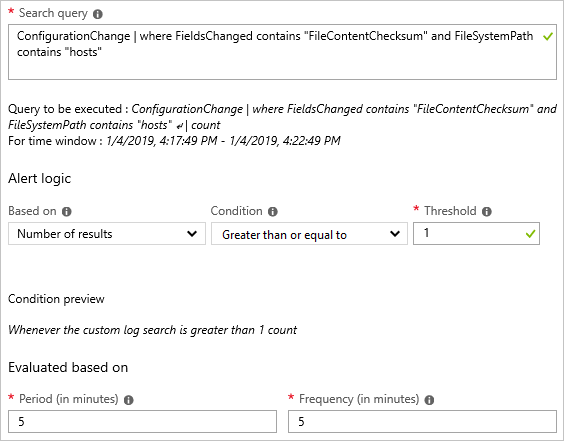 * Search query
ConfigurationChange | where FieldsChanged contains "FileContentChecksum" and FileSystemPath
contains "hosts"
Query to be executed : ConfigurationChange | where FieldsChanged contains "FileContentChecksum" and
FileSystemPath contains "hosts" ↲ | count
For time window : 1/4/2019, 4:17:49 PM - 1/4/2019, 4:22:49 PM
Alert logic
Based on Condition * Threshold
Number of results Greater than or equal to 1
Condition preview
Whenever the custom log search is greater than 1 count
Evaluated based on
* Period (in minutes) * Frequency (in minutes)
5 5